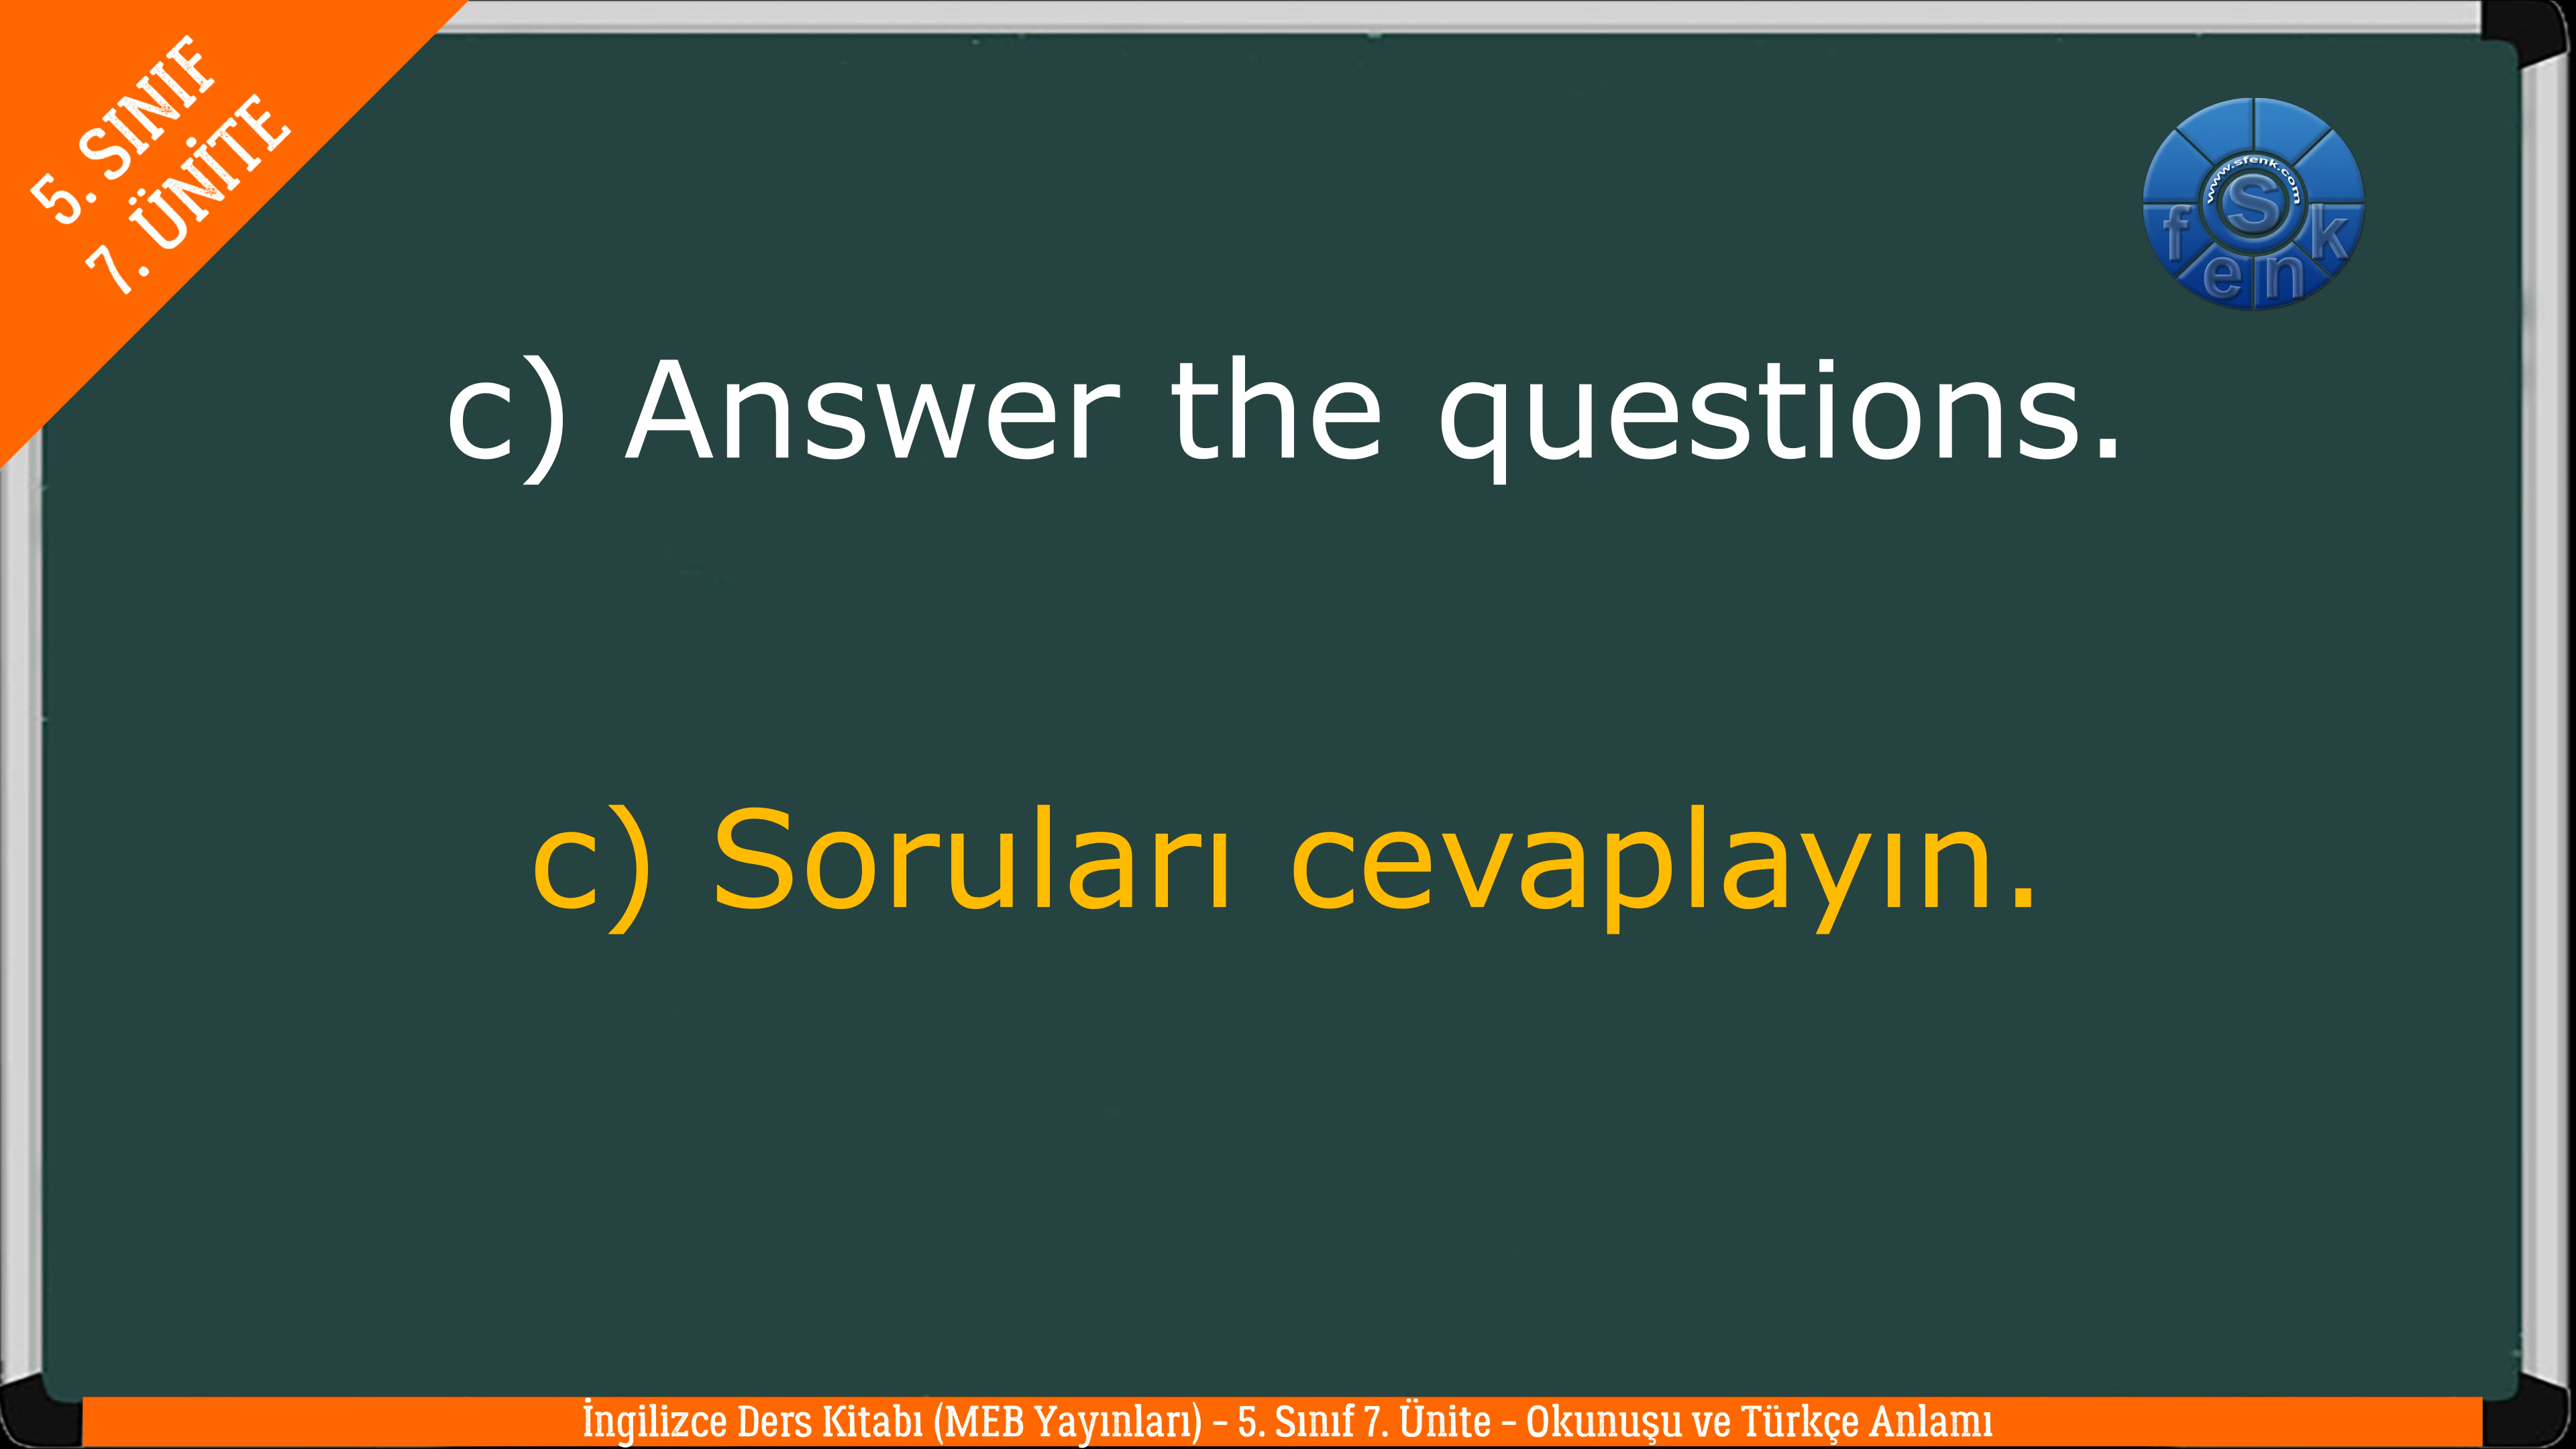 5. SINIF
7. ÜNİTE
www.sfenk.com
S
f e n k
c) Answer the questions.
c) Soruları cevaplayın.
İngilizce Ders Kitabı (MEB Yayınları) – 5. Sınıf 7. Ünite – Okunuşu ve Türkçe Anlamı